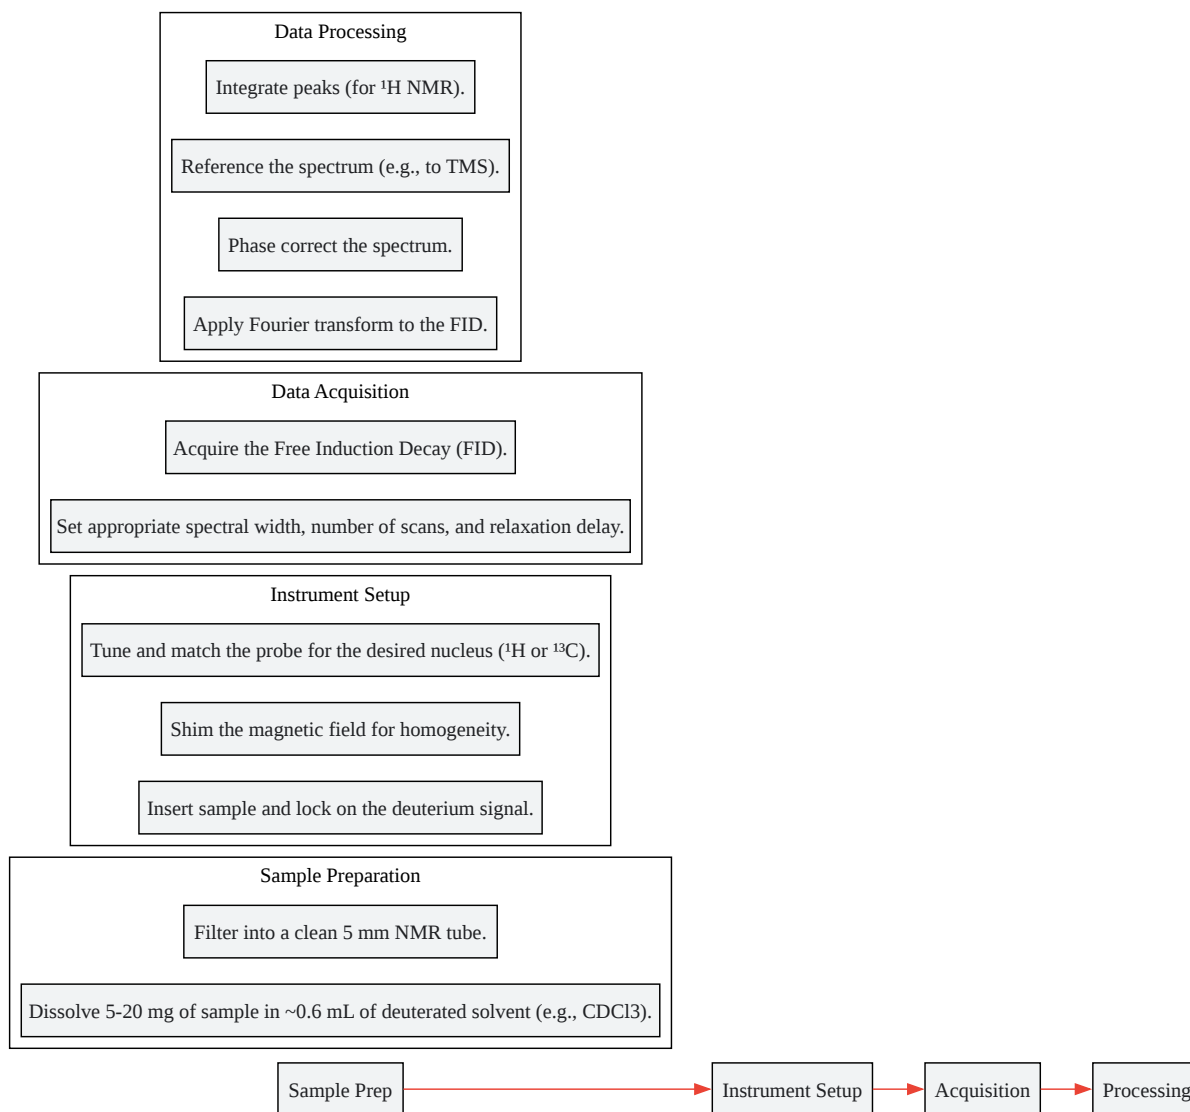 Data Processing
Integrate peaks (for ¹H NMR).
Reference the spectrum (e.g., to TMS).
Phase correct the spectrum.
Apply Fourier transform to the FID.
Data Acquisition
Acquire the Free Induction Decay (FID).
Set appropriate spectral width, number of scans, and relaxation delay.
Instrument Setup
Tune and match the probe for the desired nucleus (¹H or ¹³C).
Shim the magnetic field for homogeneity.
Insert sample and lock on the deuterium signal.
Sample Preparation
Filter into a clean 5 mm NMR tube.
Dissolve 5-20 mg of sample in ~0.6 mL of deuterated solvent (e.g., CDCl3).
Sample Prep
Instrument Setup
Acquisition
Processing